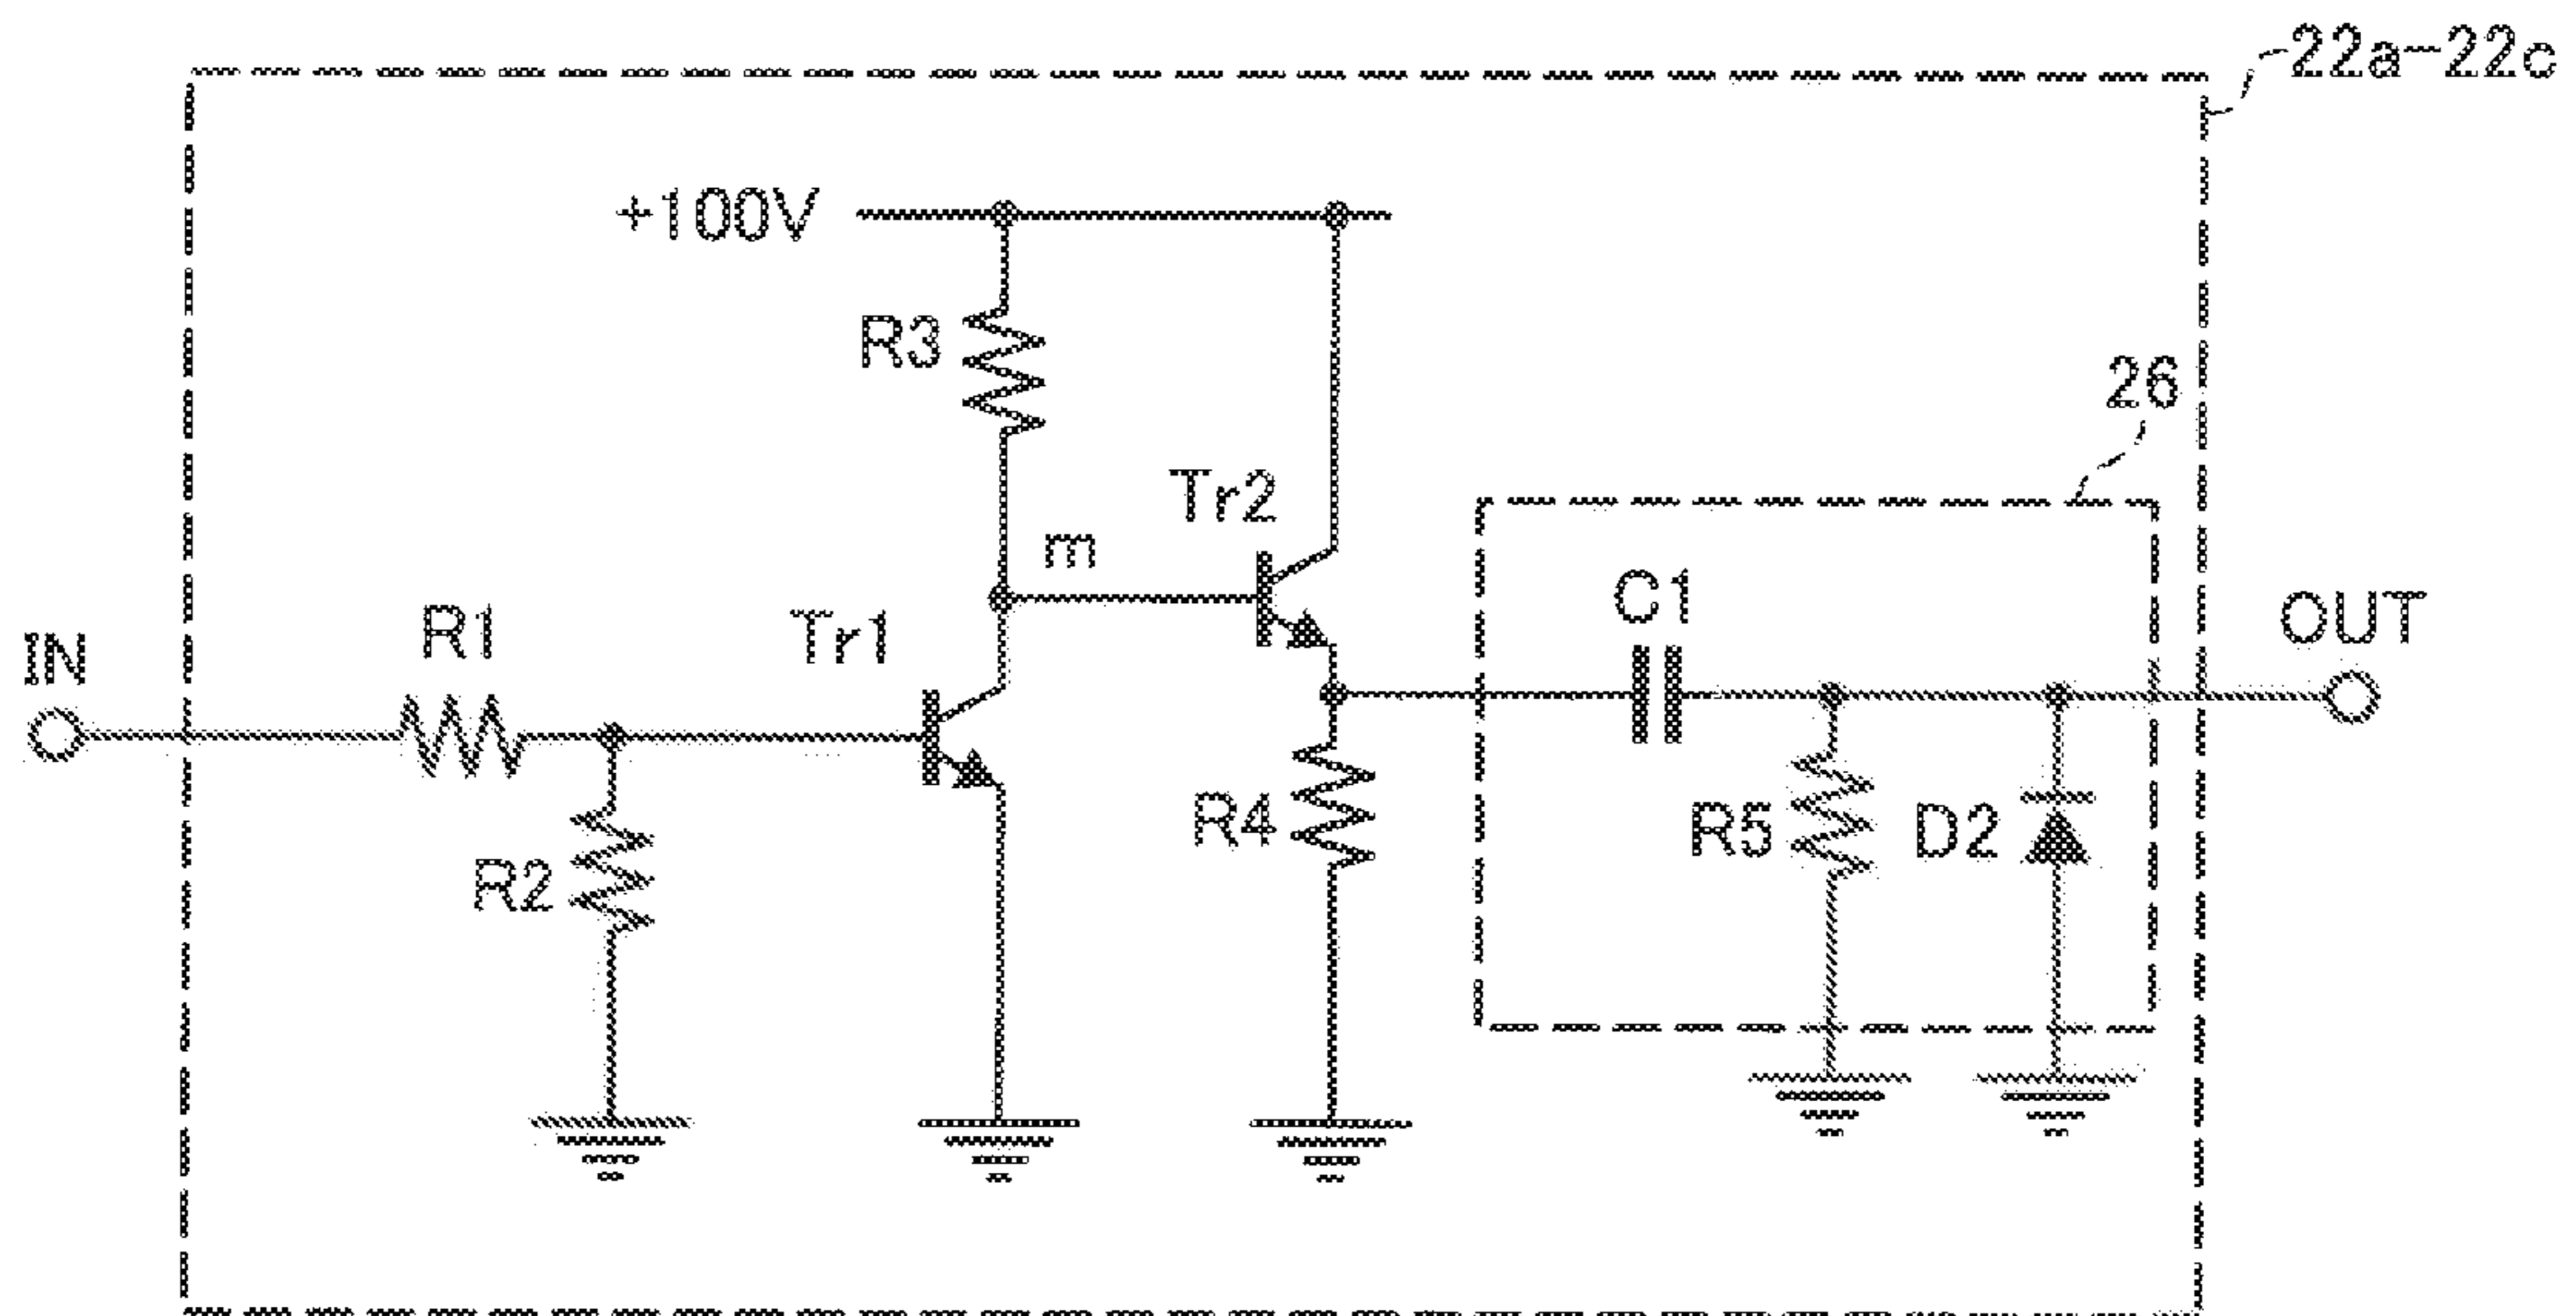 22a-22c
+100V
R3
26
Tr2
m
C1
OUT
R1
Tr1
IN
R4
R5
D2
R2